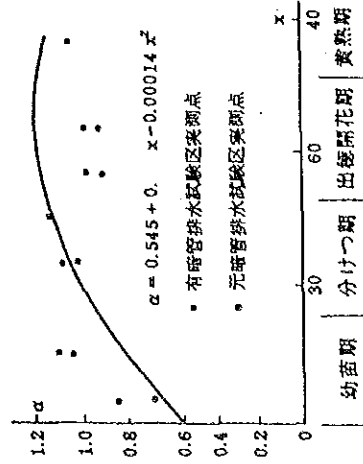 α
1.2
1.0
0.8
0.6
0.4
0.2
0
30
60
40
x
α = 0.545 + 0. x-0.00014 x²
• 有暗管排水試験区実測点
• 元暗管排水試験区実測点
幼苗期
分けつ期
出穂開花期
黄熟期